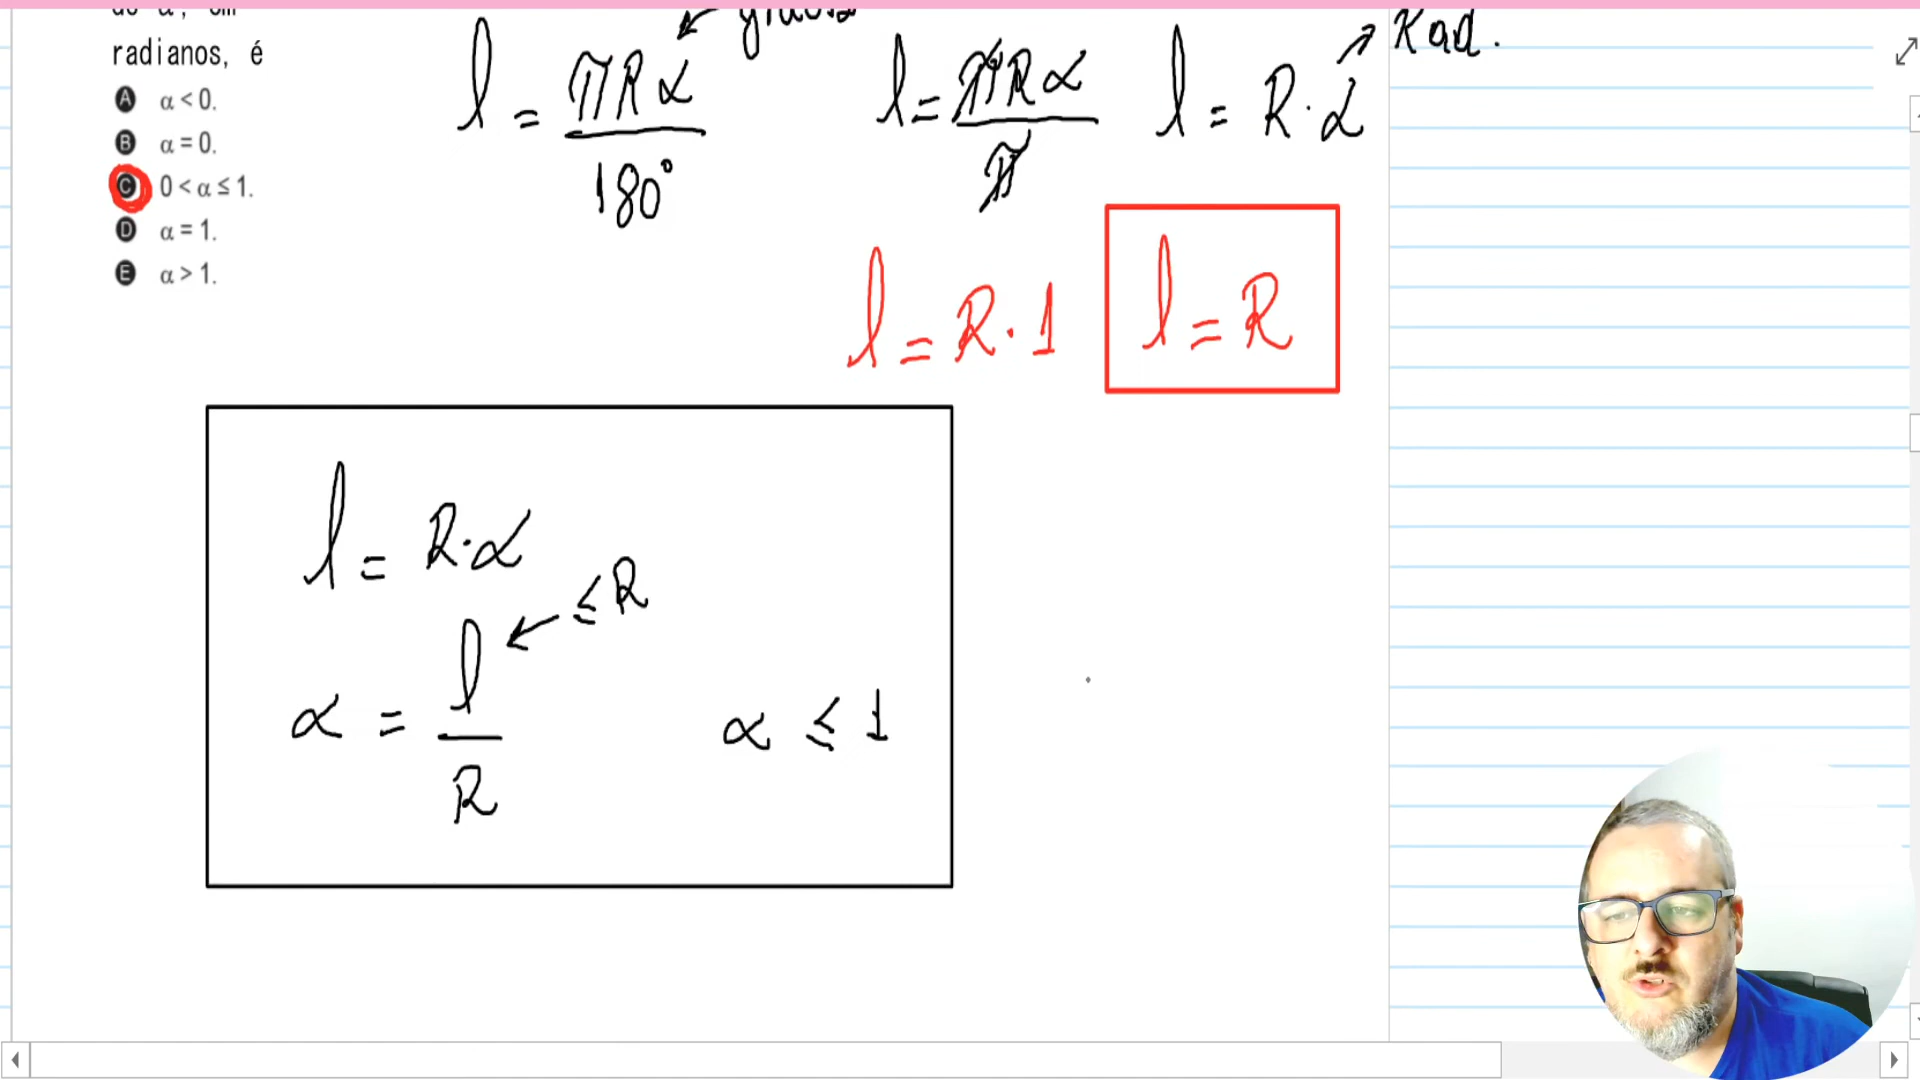 radianos, é
A α < 0.
B α = 0.
C 0 < α ≤ 1.
D α = 1.
E α > 1.
l = πRα / 180°
l = πRα / π
l = R · α
Rad.
l = R · 1
l = R
l = R·α
≤ R
α = l / R
α ≤ 1